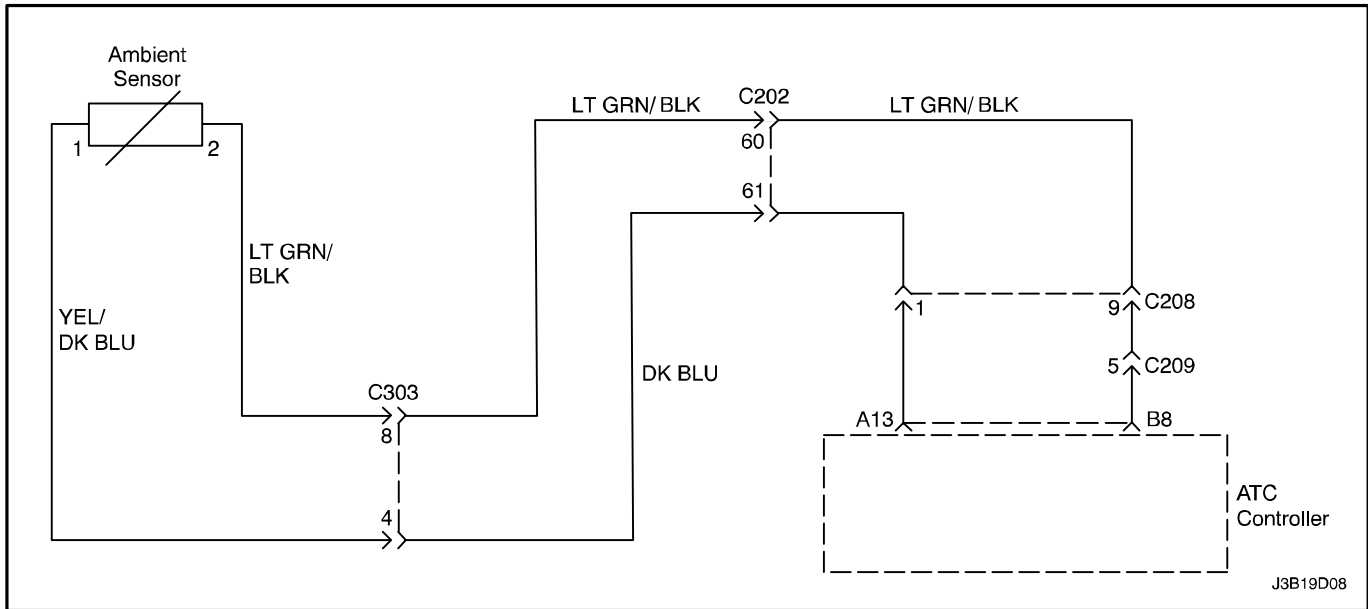 Ambient
Sensor
1
2
LT GRN/ BLK
C202
LT GRN/ BLK
60
61
LT GRN/
BLK
YEL/
DK BLU
1
9
C208
DK BLU
5
C209
C303
8
A13
B8
4
ATC
Controller
J3B19D08